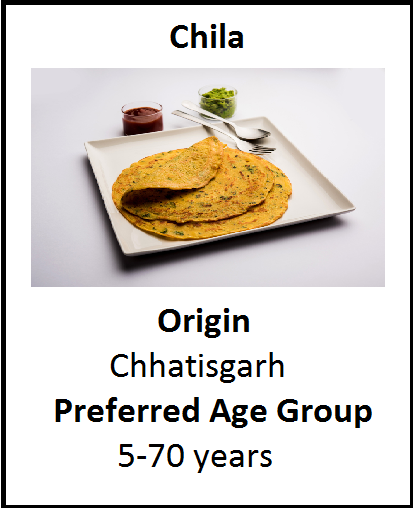 Chila
Origin
Chhatisgarh
Preferred Age Group
5-70 years